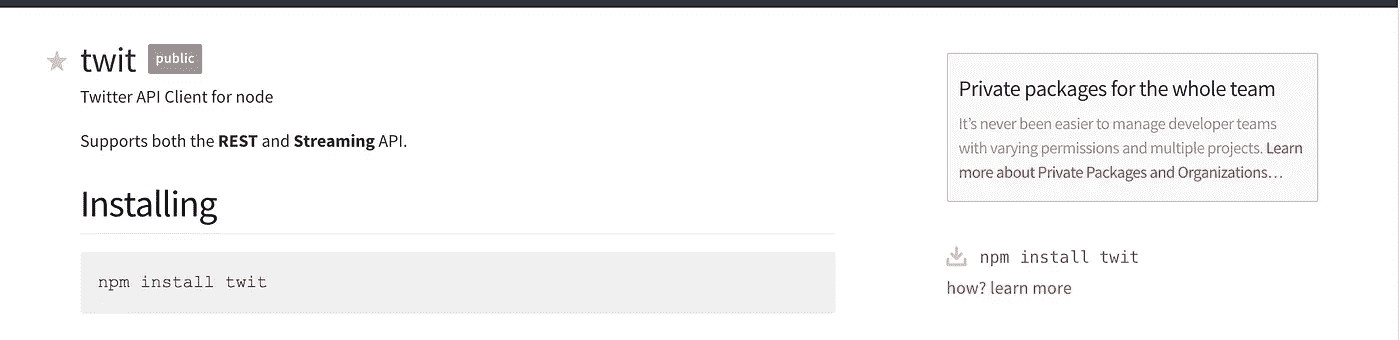 twit public
Twitter API Client for node
Supports both the REST and Streaming API.
Installing
npm install twit
Private packages for the whole team
It's never been easier to manage developer teams
with varying permissions and multiple projects. Learn
more about Private Packages and Organizations…
npm install twit
how? learn more